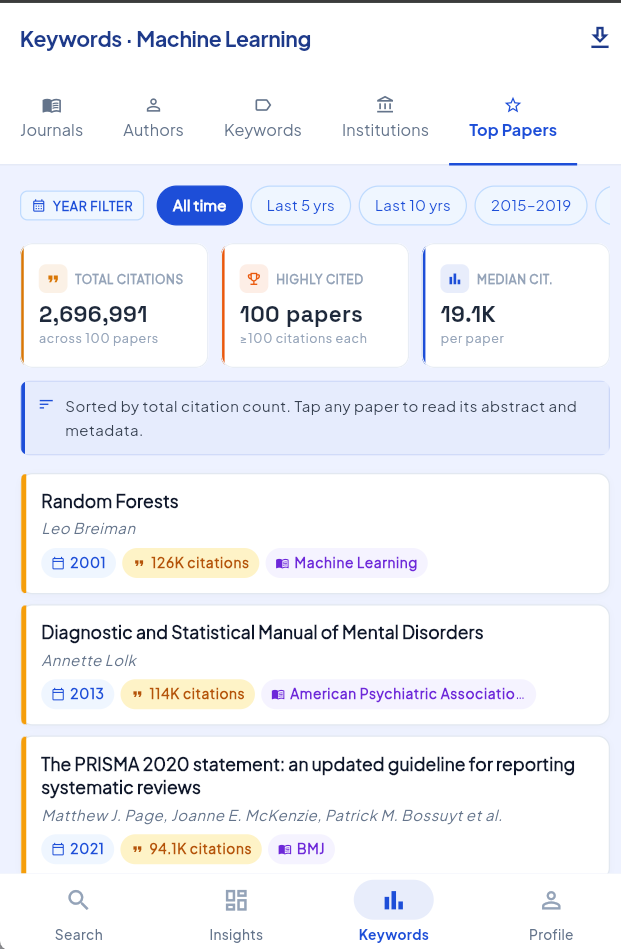 Keywords · Machine Learning
Journals
Authors
Keywords
Institutions
Top Papers
YEAR FILTER
All time
Last 5 yrs
Last 10 yrs
2015–2019
TOTAL CITATIONS
2,696,991
across 100 papers
HIGHLY CITED
100 papers
≥100 citations each
MEDIAN CIT.
19.1K
per paper
Sorted by total citation count. Tap any paper to read its abstract and
metadata.
Random Forests
Leo Breiman
2001
126K citations
Machine Learning
Diagnostic and Statistical Manual of Mental Disorders
Annette Lolk
2013
114K citations
American Psychiatric Associatio...
The PRISMA 2020 statement: an updated guideline for reporting
systematic reviews
Matthew J. Page, Joanne E. McKenzie, Patrick M. Bossuyt et al.
2021
94.1K citations
BMJ
Search
Insights
Keywords
Profile